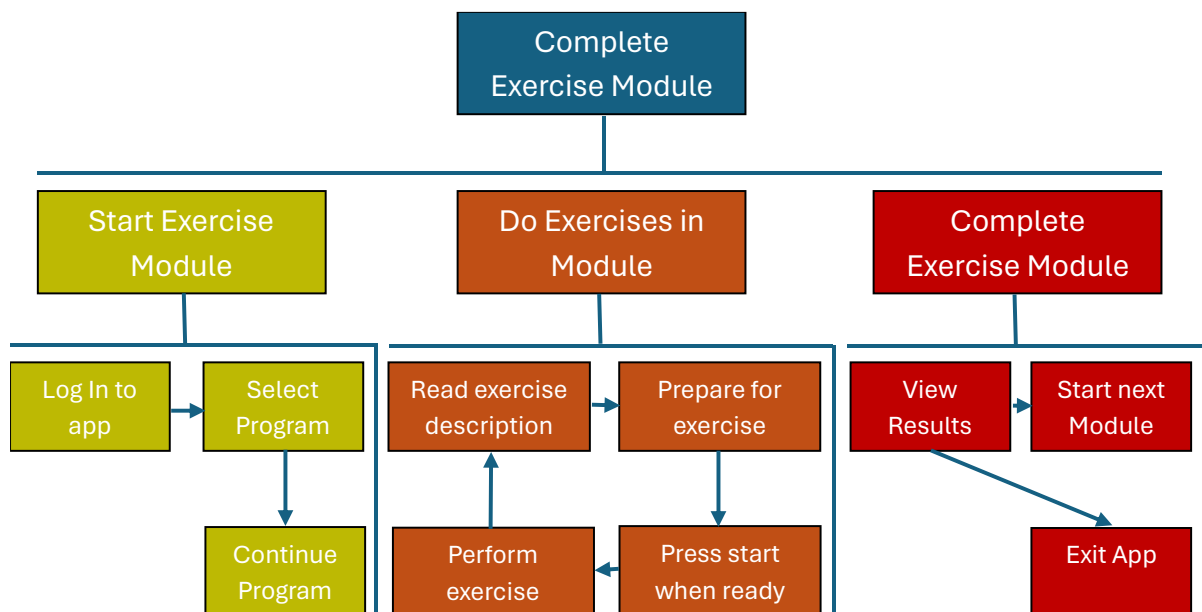 Complete
Exercise Module
Start Exercise
Module
Do Exercises in
Module
Complete
Exercise Module
Log In to
app
Select
Program
Continue
Program
Read exercise
description
Prepare for
exercise
Perform
exercise
Press start
when ready
View
Results
Start next
Module
Exit App